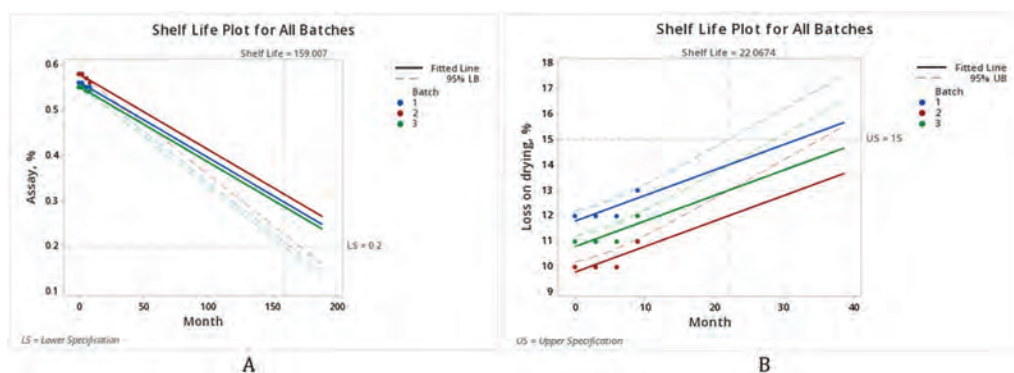 Shelf Life Plot for All Batches
Shelf Life = 159.007
0.6
0.5
0.4
0.3
0.2
0.1
Assay, %
0 50 100 150 200
Month
LS = 0.2
Fitted Line
95% LB
Batch
1
2
3
LS = Lower Specification
A
Shelf Life Plot for All Batches
Shelf Life = 22.0674
18
17
16
15
14
13
12
11
10
9
Loss on drying, %
0 10 20 30 40
Month
US = 15
Fitted Line
95% UB
Batch
1
2
3
US = Upper Specification
B